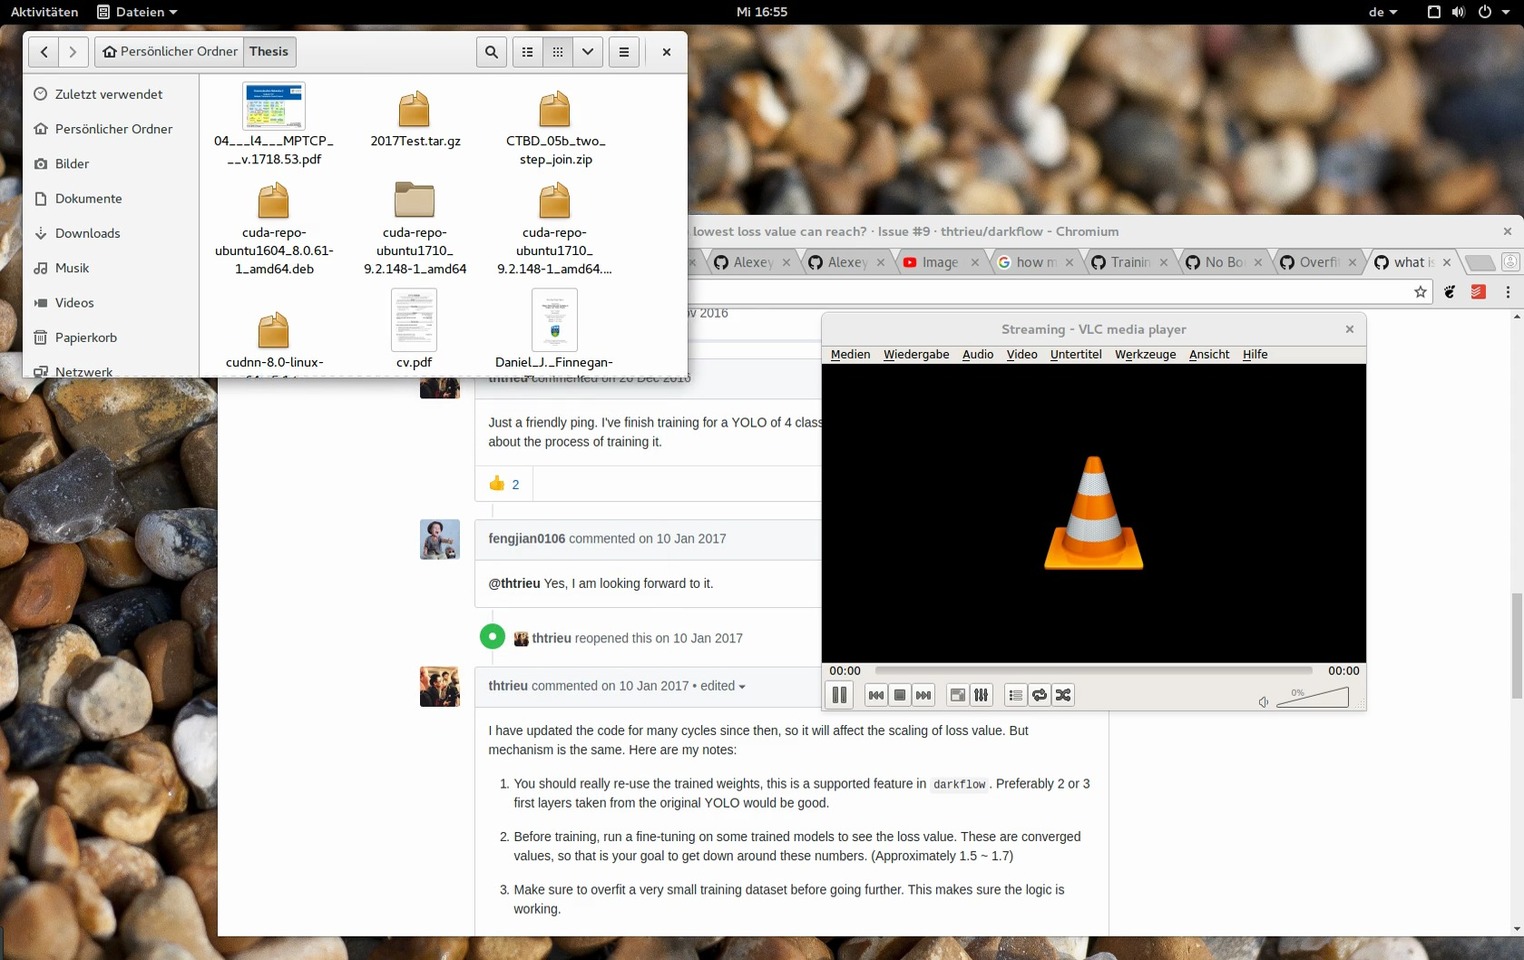 Aktivitäten
Dateien
Mi 16:55
de
Persönlicher Ordner
Thesis
Zuletzt verwendet
Persönlicher Ordner
Bilder
Dokumente
Downloads
Musik
Videos
Papierkorb
Netzwerk
04___l4___MPTCP_
__v.1718.53.pdf
2017Test.tar.gz
CTBD_05b_two_
step_join.zip
cuda-repo-
ubuntu1604_8.0.61-
1_amd64.deb
cuda-repo-
ubuntu1710_
9.2.148-1_amd64
cuda-repo-
ubuntu1710_
9.2.148-1_amd64....
cudnn-8.0-linux-
cv.pdf
Daniel_J._Finnegan-
lowest loss value can reach? · Issue #9 · thtrieu/darkflow - Chromium
Alexey
Alexey
Image
how m
Trainin
No Bo
Overfi
what is
ov 2016
thtrieu commented on 20 Dec 2016
Just a friendly ping. I've finish training for a YOLO of 4 class
about the process of training it.
2
fengjian0106 commented on 10 Jan 2017
@thtrieu Yes, I am looking forward to it.
thtrieu reopened this on 10 Jan 2017
thtrieu commented on 10 Jan 2017 • edited
I have updated the code for many cycles since then, so it will affect the scaling of loss value. But
mechanism is the same. Here are my notes:
1. You should really re-use the trained weights, this is a supported feature in darkflow. Preferably 2 or 3
first layers taken from the original YOLO would be good.
2. Before training, run a fine-tuning on some trained models to see the loss value. These are converged
values, so that is your goal to get down around these numbers. (Approximately 1.5 ~ 1.7)
3. Make sure to overfit a very small training dataset before going further. This makes sure the logic is
working.
Streaming - VLC media player
Medien Wiedergabe Audio Video Untertitel Werkzeuge Ansicht Hilfe
00:00
00:00
0%